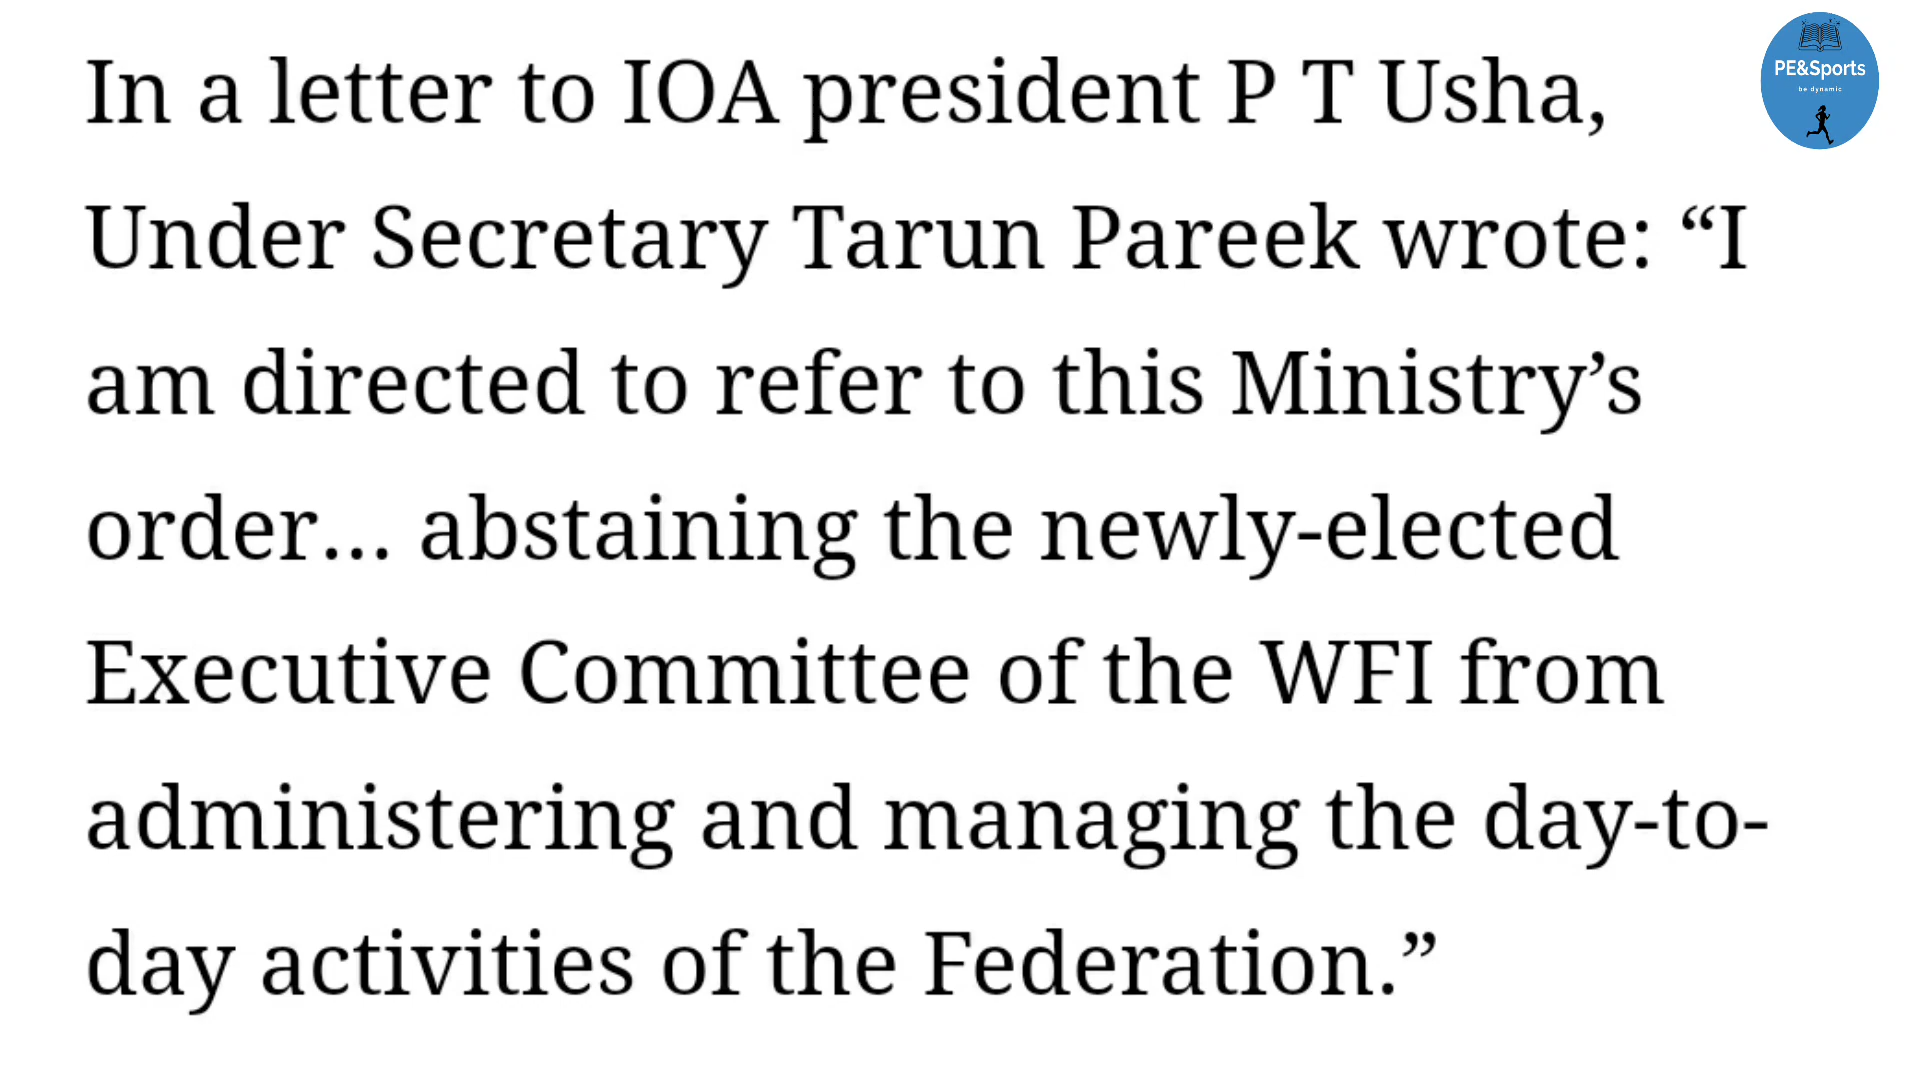 In a letter to IOA president P T Usha,
Under Secretary Tarun Pareek wrote: “I
am directed to refer to this Ministry’s
order... abstaining the newly-elected
Executive Committee of the WFI from
administering and managing the day-to-
day activities of the Federation.”
PE&Sports
be dynamic